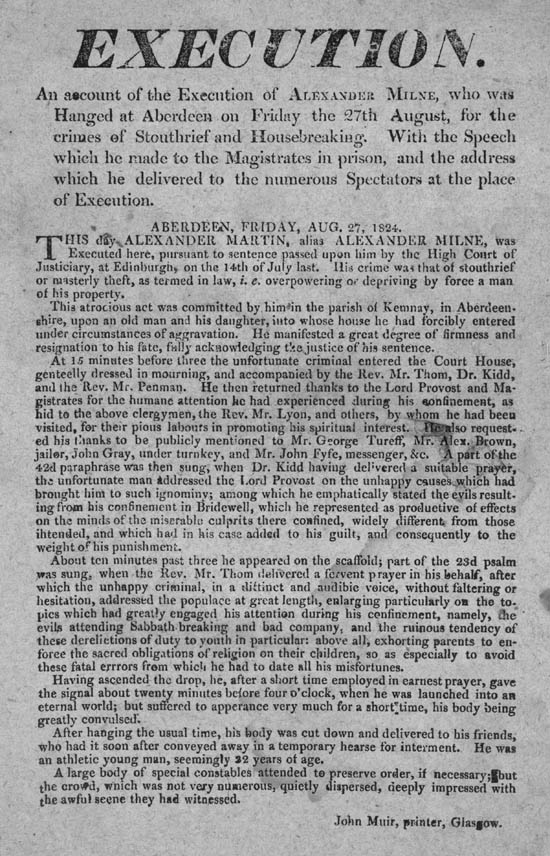 EXECUTION.
An account of the Execution of ALEXANDER MILNE, who was
Hanged at Aberdeen on Friday the 27th August, for the
crimes of Stouthrief and Housebreaking. With the Speech
which he made to the Magistrates in prison, and the address
which he delivered to the numerous Spectators at the place
of Execution.
ABERDEEN, FRIDAY, AUG. 27, 1824.
THIS day ALEXANDER MARTIN, alias ALEXANDER MILNE, was
Executed here, pursuant to sentence passed upon him by the High Court of
Justiciary, at Edinburgh, on the 14th of July last. His crime was that of stouthrief
or masterly theft, as termed in law, i. e. overpowering or depriving by force a man
of his property.
This atrocious act was committed by him in the parish of Kemnay, in Aberdeen-
shire, upon an old man and his daughter, into whose house he had forcibly entered
under circumstances of aggravation. He manifested a great degree of firmness and
resignation to his fate, fully acknowledging the justice of his sentence.
At 15 minutes before three the unfortunate criminal entered the Court House,
genteelly dressed in mourning, and accompanied by the Rev. Mr. Thom, Dr. Kidd,
and the Rev. Mr. Penman. He then returned thanks to the Lord Provost and Ma-
gistrates for the humane attention he had experienced during his confinement, as
hid to the above clergymen, the Rev. Mr. Lyon, and others, by whom he had been
visited, for their pious labours in promoting his spiritual interest. He also request-
ed his thanks to be publicly mentioned to Mr. George Tureff, Mr. Alex. Brown,
jailor, John Gray, under turnkey, and Mr. John Fyfe, messenger, &c. A part of the
42d paraphrase was then sung, when Dr. Kidd having delivered a suitable prayer,
the unfortunate man addressed the Lord Provost on the unhappy causes which had
brought him to such ignominy; among which he emphatically stated the evils result-
ing from his confinement in Bridewell, which he represented as productive of effects
on the minds of the miserable culprits there confined, widely different from those
ihtended, and which had in his case added to his guilt, and consequently to the
weight of his punishment.
About ten minutes past three he appeared on the scaffold; part of the 23d psalm
was sung, when the Rev. Mr. Thom delivered a fervent prayer in his behalf, after
which the unhappy criminal, in a distinct and audible voice, without faltering or
hesitation, addressed the populace at great length, enlarging particularly on the to-
pics which had greatly engaged his attention during his confinement, namely, the
evils attending Sabbath breaking and bad company, and the ruinous tendency of
these derelictions of duty to youth in particular: above all, exhorting parents to en-
force the sacred obligations of religion on their children, so as especially to avoid
these fatal errrors from which he had to date all his misfortunes.
Having ascended the drop, he, after a short time employed in earnest prayer, gave
the signal about twenty minutes before four o'clock, when he was launched into an
eternal world; but suffered to apperance very much for a short time, his body being
greatly convulsed.
After hanging the usual time, his body was cut down and delivered to his friends,
who had it soon after conveyed away in a temporary hearse for interment. He was
an athletic young man, seemingly 22 years of age.
A large body of special constables attended to preserve order, if necessary; but
the crowd, which was not very numerous, quietly dispersed, deeply impressed with
the awful scene they had witnessed.
John Muir, printer, Glasgow.